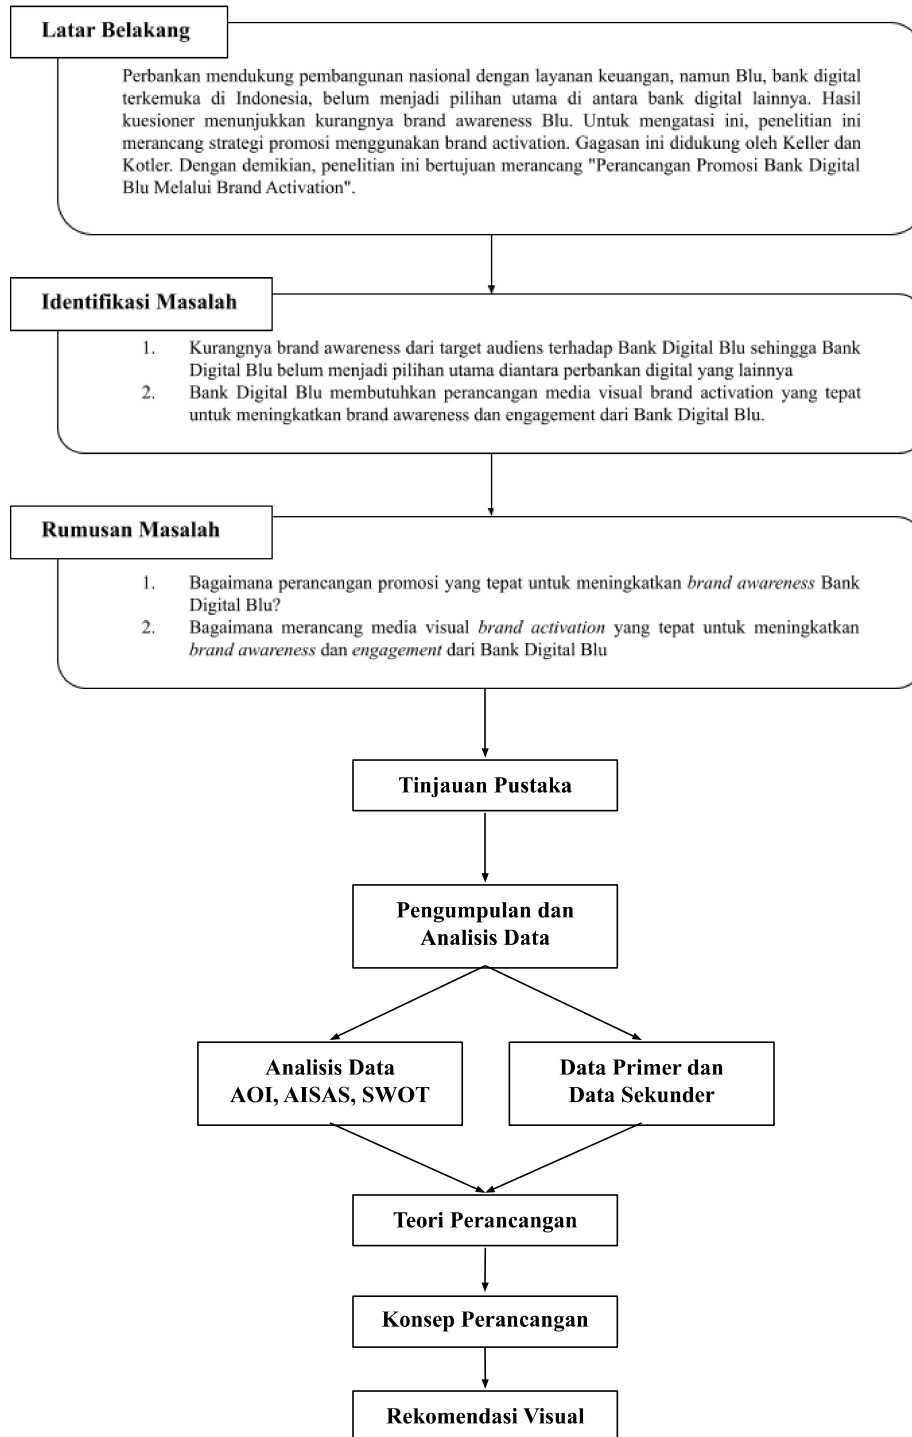 Latar Belakang
Perbankan mendukung pembangunan nasional dengan layanan keuangan, namun Blu, bank digital
terkemuka di Indonesia, belum menjadi pilihan utama di antara bank digital lainnya. Hasil
kuesioner menunjukkan kurangnya brand awareness Blu. Untuk mengatasi ini, penelitian ini
merancang strategi promosi menggunakan brand activation. Gagasan ini didukung oleh Keller dan
Kotler. Dengan demikian, penelitian ini bertujuan merancang "Perancangan Promosi Bank Digital
Blu Melalui Brand Activation".
Identifikasi Masalah
1. Kurangnya brand awareness dari target audiens terhadap Bank Digital Blu sehingga Bank
Digital Blu belum menjadi pilihan utama diantara perbankan digital yang lainnya
2. Bank Digital Blu membutuhkan perancangan media visual brand activation yang tepat
untuk meningkatkan brand awareness dan engagement dari Bank Digital Blu.
Rumusan Masalah
1. Bagaimana perancangan promosi yang tepat untuk meningkatkan brand awareness Bank
Digital Blu?
2. Bagaimana merancang media visual brand activation yang tepat untuk meningkatkan
brand awareness dan engagement dari Bank Digital Blu
Tinjauan Pustaka
Pengumpulan dan
Analisis Data
Analisis Data
AOI, AISAS, SWOT
Data Primer dan
Data Sekunder
Teori Perancangan
Konsep Perancangan
Rekomendasi Visual